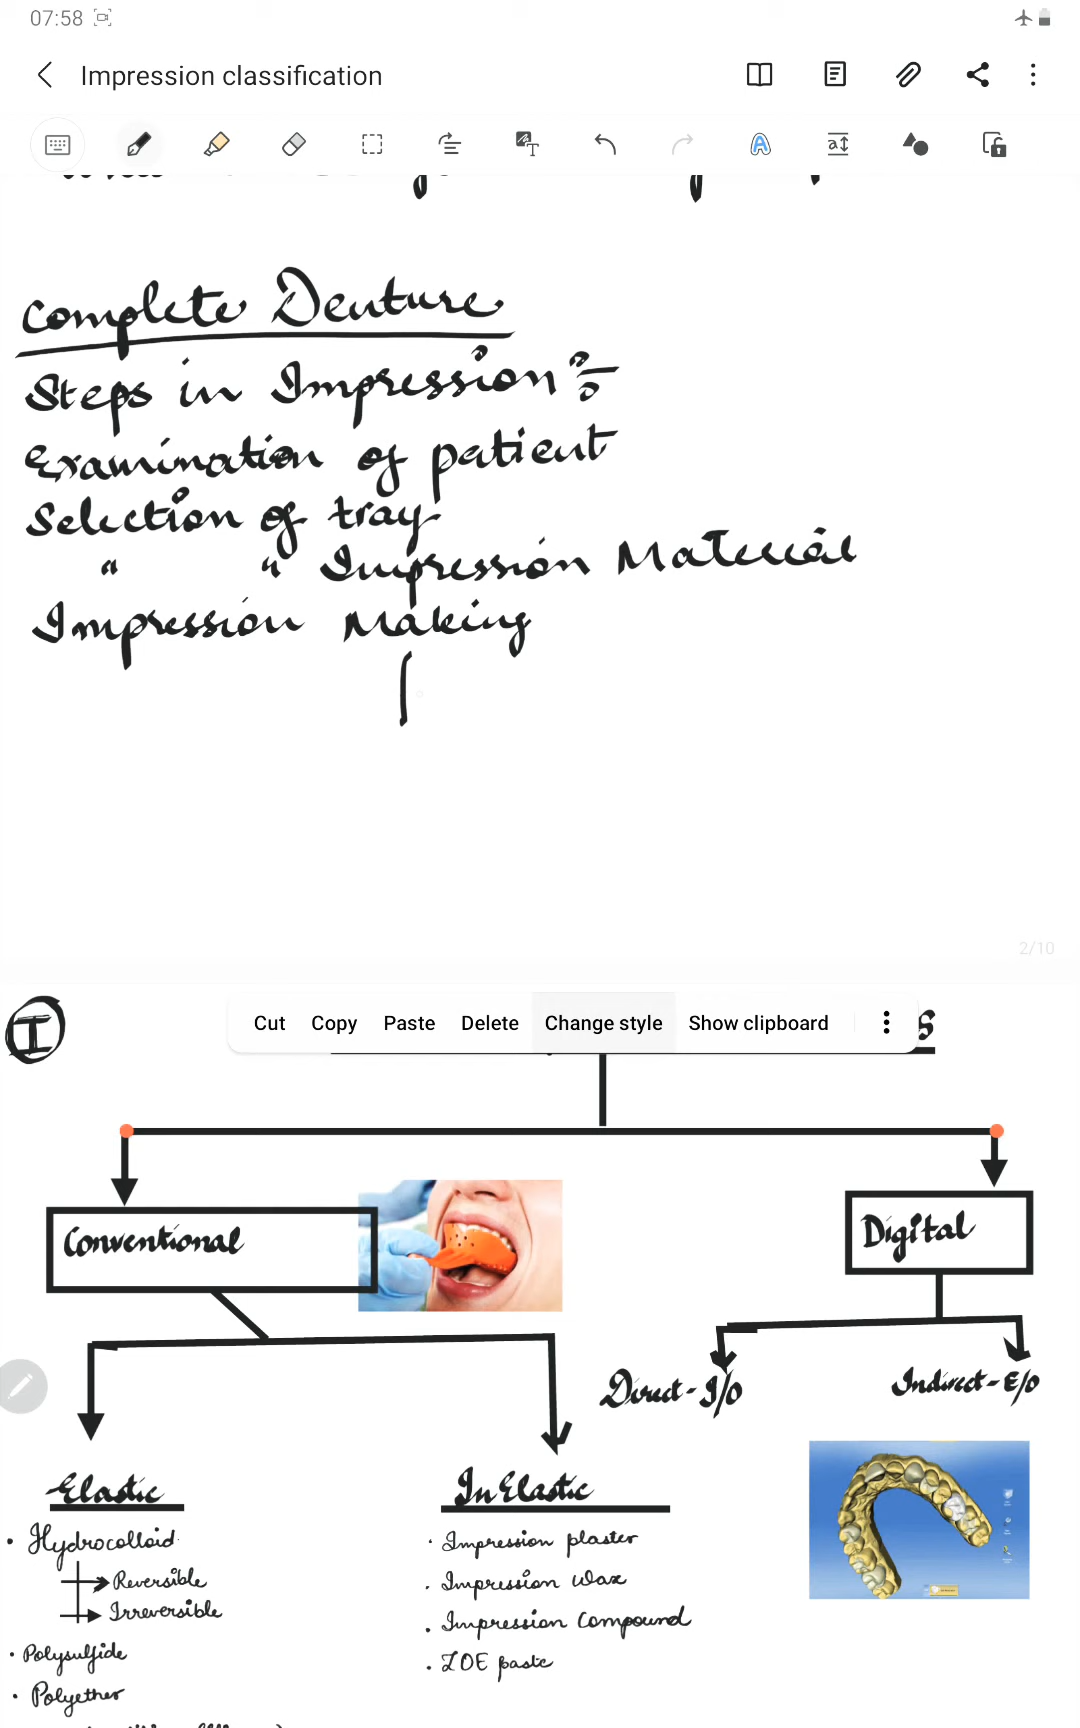 07:58
Impression classification
Complete Denture
Steps in Impression :-
Examination of patient
Selection of tray
" " Impression Material
Impression Making
2/10
I
Cut Copy Paste Delete Change style Show clipboard
S
Conventional
Digital
Direct - I/O
Indirect - E/O
Elastic
InElastic
• Hydrocolloid
→ Reversible
→ Irreversible
• Polysulfide
• Polyether
• Impression plaster
• Impression wax
• Impression Compound
• ZOE paste